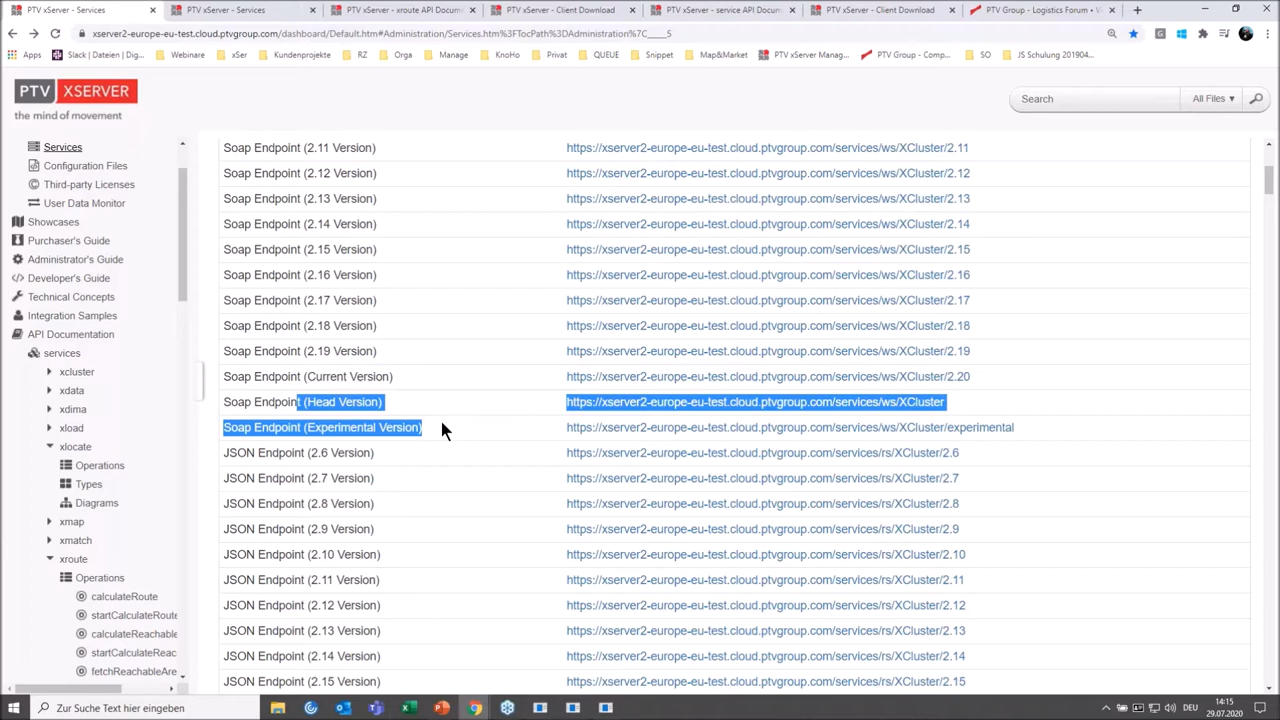 PTV xServer - Services
PTV xServer - Services
PTV xServer - xroute API Documen
PTV xServer - Client Download
PTV xServer - service API Docum
PTV xServer - Client Download
PTV Group - Logistics Forum • V
xserver2-europe-eu-test.cloud.ptvgroup.com/dashboard/Default.htm#Administration/Services.htm%3FTocPath%3DAdministration%7C____5
Apps
Slack | Dateien | Dig...
Webinare
xSer
Kundenprojekte
RZ
Orga
Manage
KnoHo
Privat
QUEUE
Snippet
Map&Market
PTV xServer Manag...
PTV Group - Comp...
SO
JS Schulung 201904...
PTV XSERVER
the mind of movement
Search
All Files ▾
Services
Configuration Files
Third-party Licenses
User Data Monitor
Showcases
Purchaser's Guide
Administrator's Guide
Developer's Guide
Technical Concepts
Integration Samples
API Documentation
services
xcluster
xdata
xdima
xload
xlocate
Operations
Types
Diagrams
xmap
xmatch
xroute
Operations
calculateRoute
startCalculateRoute
calculateReachable
startCalculateReac
fetchReachableAre
Soap Endpoint (2.11 Version) https://xserver2-europe-eu-test.cloud.ptvgroup.com/services/ws/XCluster/2.11
Soap Endpoint (2.12 Version) https://xserver2-europe-eu-test.cloud.ptvgroup.com/services/ws/XCluster/2.12
Soap Endpoint (2.13 Version) https://xserver2-europe-eu-test.cloud.ptvgroup.com/services/ws/XCluster/2.13
Soap Endpoint (2.14 Version) https://xserver2-europe-eu-test.cloud.ptvgroup.com/services/ws/XCluster/2.14
Soap Endpoint (2.15 Version) https://xserver2-europe-eu-test.cloud.ptvgroup.com/services/ws/XCluster/2.15
Soap Endpoint (2.16 Version) https://xserver2-europe-eu-test.cloud.ptvgroup.com/services/ws/XCluster/2.16
Soap Endpoint (2.17 Version) https://xserver2-europe-eu-test.cloud.ptvgroup.com/services/ws/XCluster/2.17
Soap Endpoint (2.18 Version) https://xserver2-europe-eu-test.cloud.ptvgroup.com/services/ws/XCluster/2.18
Soap Endpoint (2.19 Version) https://xserver2-europe-eu-test.cloud.ptvgroup.com/services/ws/XCluster/2.19
Soap Endpoint (Current Version) https://xserver2-europe-eu-test.cloud.ptvgroup.com/services/ws/XCluster/2.20
Soap Endpoint (Head Version) https://xserver2-europe-eu-test.cloud.ptvgroup.com/services/ws/XCluster
Soap Endpoint (Experimental Version) https://xserver2-europe-eu-test.cloud.ptvgroup.com/services/ws/XCluster/experimental
JSON Endpoint (2.6 Version) https://xserver2-europe-eu-test.cloud.ptvgroup.com/services/rs/XCluster/2.6
JSON Endpoint (2.7 Version) https://xserver2-europe-eu-test.cloud.ptvgroup.com/services/rs/XCluster/2.7
JSON Endpoint (2.8 Version) https://xserver2-europe-eu-test.cloud.ptvgroup.com/services/rs/XCluster/2.8
JSON Endpoint (2.9 Version) https://xserver2-europe-eu-test.cloud.ptvgroup.com/services/rs/XCluster/2.9
JSON Endpoint (2.10 Version) https://xserver2-europe-eu-test.cloud.ptvgroup.com/services/rs/XCluster/2.10
JSON Endpoint (2.11 Version) https://xserver2-europe-eu-test.cloud.ptvgroup.com/services/rs/XCluster/2.11
JSON Endpoint (2.12 Version) https://xserver2-europe-eu-test.cloud.ptvgroup.com/services/rs/XCluster/2.12
JSON Endpoint (2.13 Version) https://xserver2-europe-eu-test.cloud.ptvgroup.com/services/rs/XCluster/2.13
JSON Endpoint (2.14 Version) https://xserver2-europe-eu-test.cloud.ptvgroup.com/services/rs/XCluster/2.14
JSON Endpoint (2.15 Version) https://xserver2-europe-eu-test.cloud.ptvgroup.com/services/rs/XCluster/2.15
Zur Suche Text hier eingeben
DEU
14:15
29.07.2020